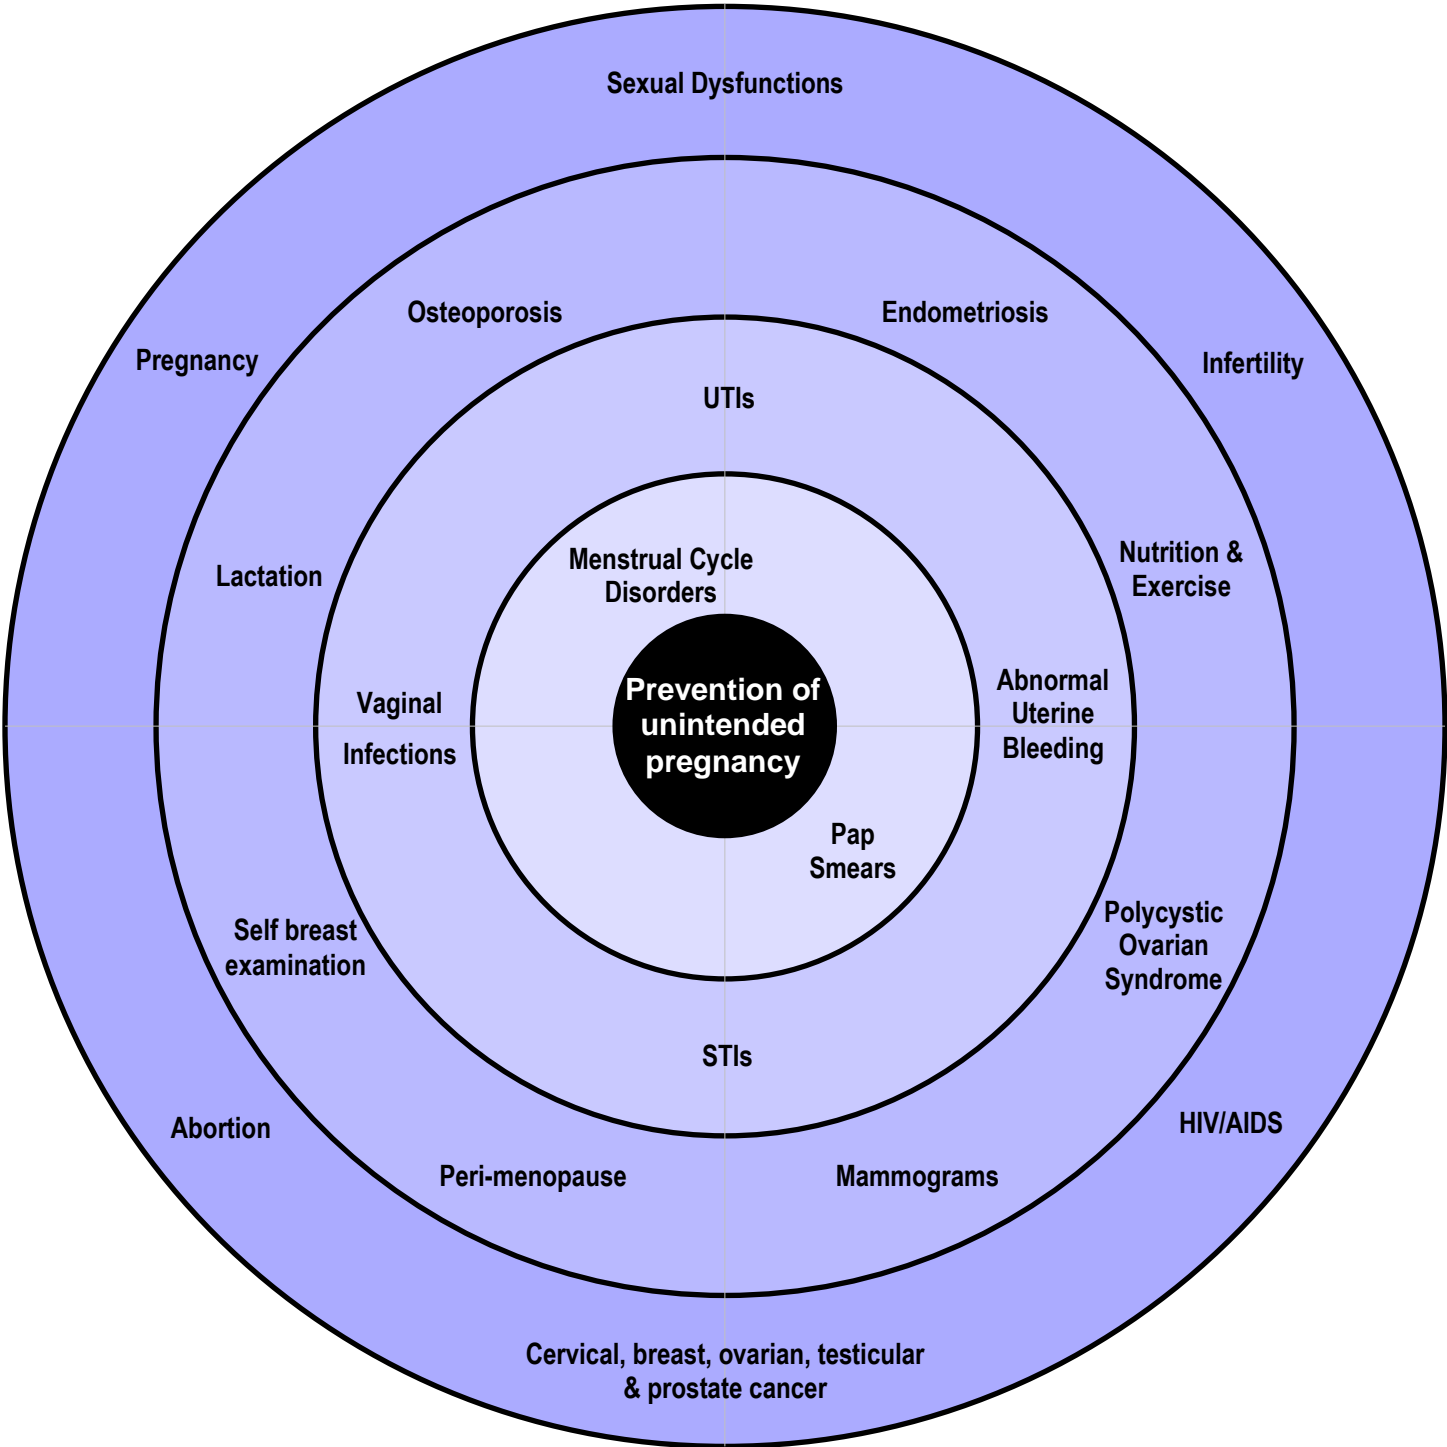 Sexual Dysfunctions
Osteoporosis
Endometriosis
Pregnancy
Infertility
UTIs
Menstrual Cycle
Disorders
Lactation
Nutrition &
Exercise
Vaginal
Infections
Prevention of
unintended
pregnancy
Abnormal
Uterine
Bleeding
Pap
Smears
Self breast
examination
Polycystic
Ovarian
Syndrome
STIs
Abortion
HIV/AIDS
Peri-menopause
Mammograms
Cervical, breast, ovarian, testicular
& prostate cancer